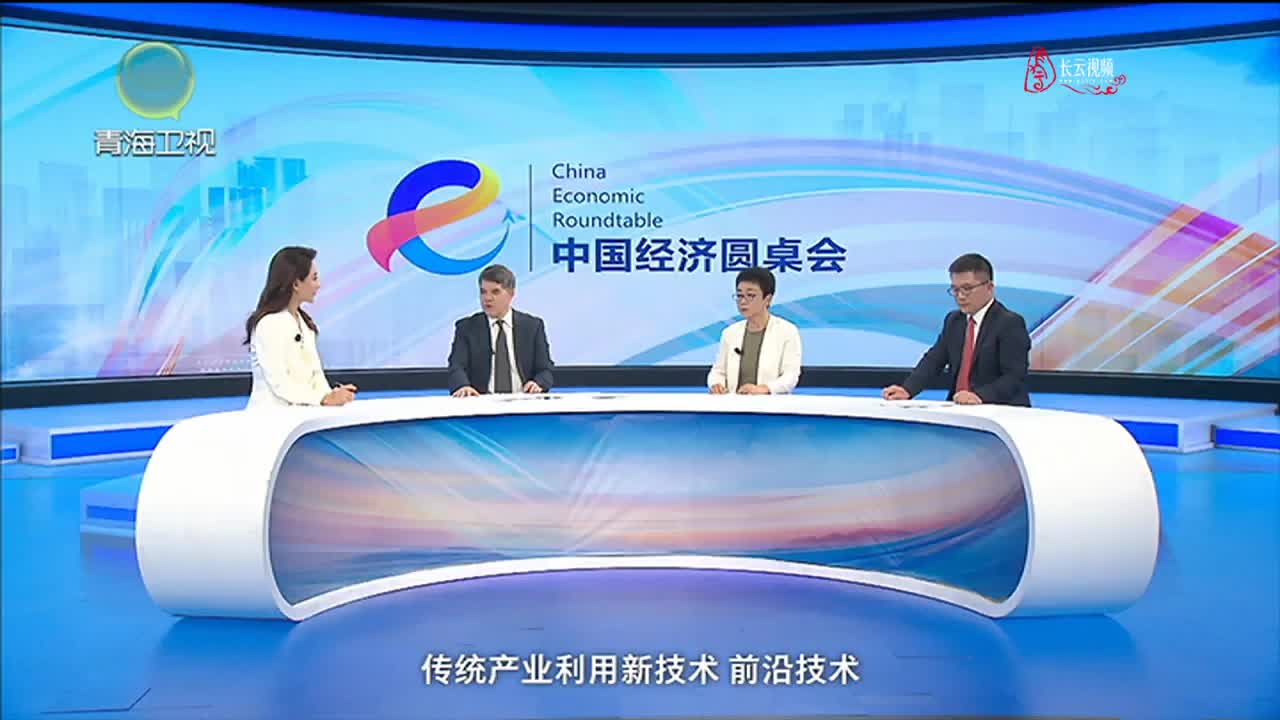 青海卫视
长云视频
China
Economic
Roundtable
中国经济圆桌会
传统产业利用新技术 前沿技术